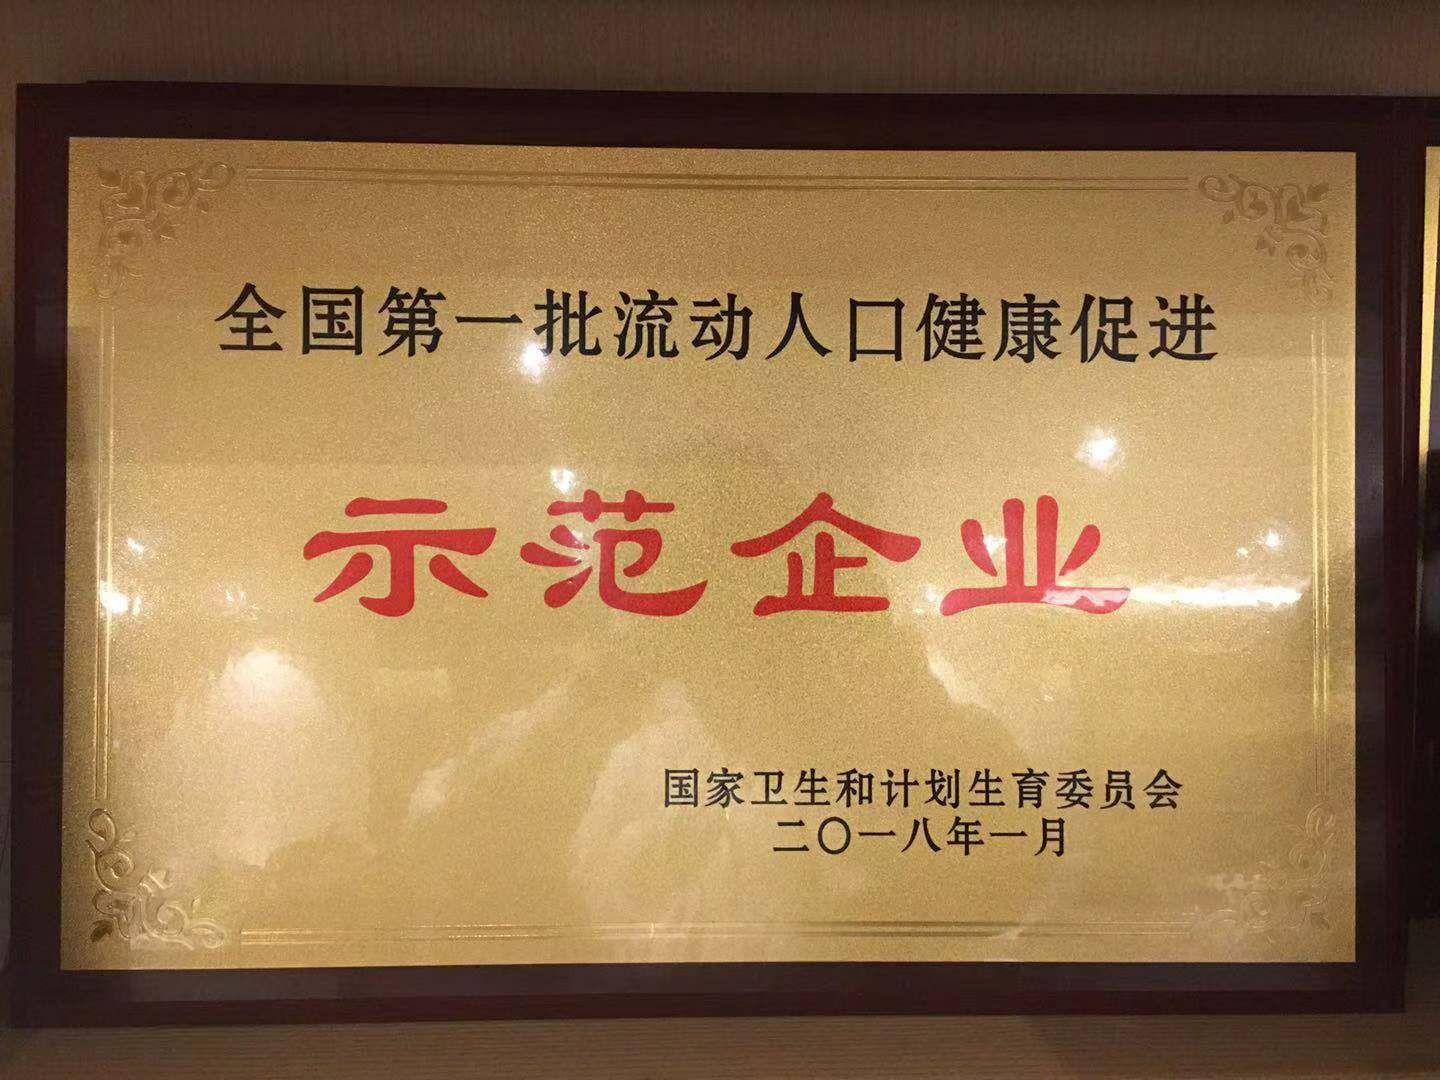 全国第一批流动人口健康促进
示范企业
国家卫生和计划生育委员会
二〇一八年一月